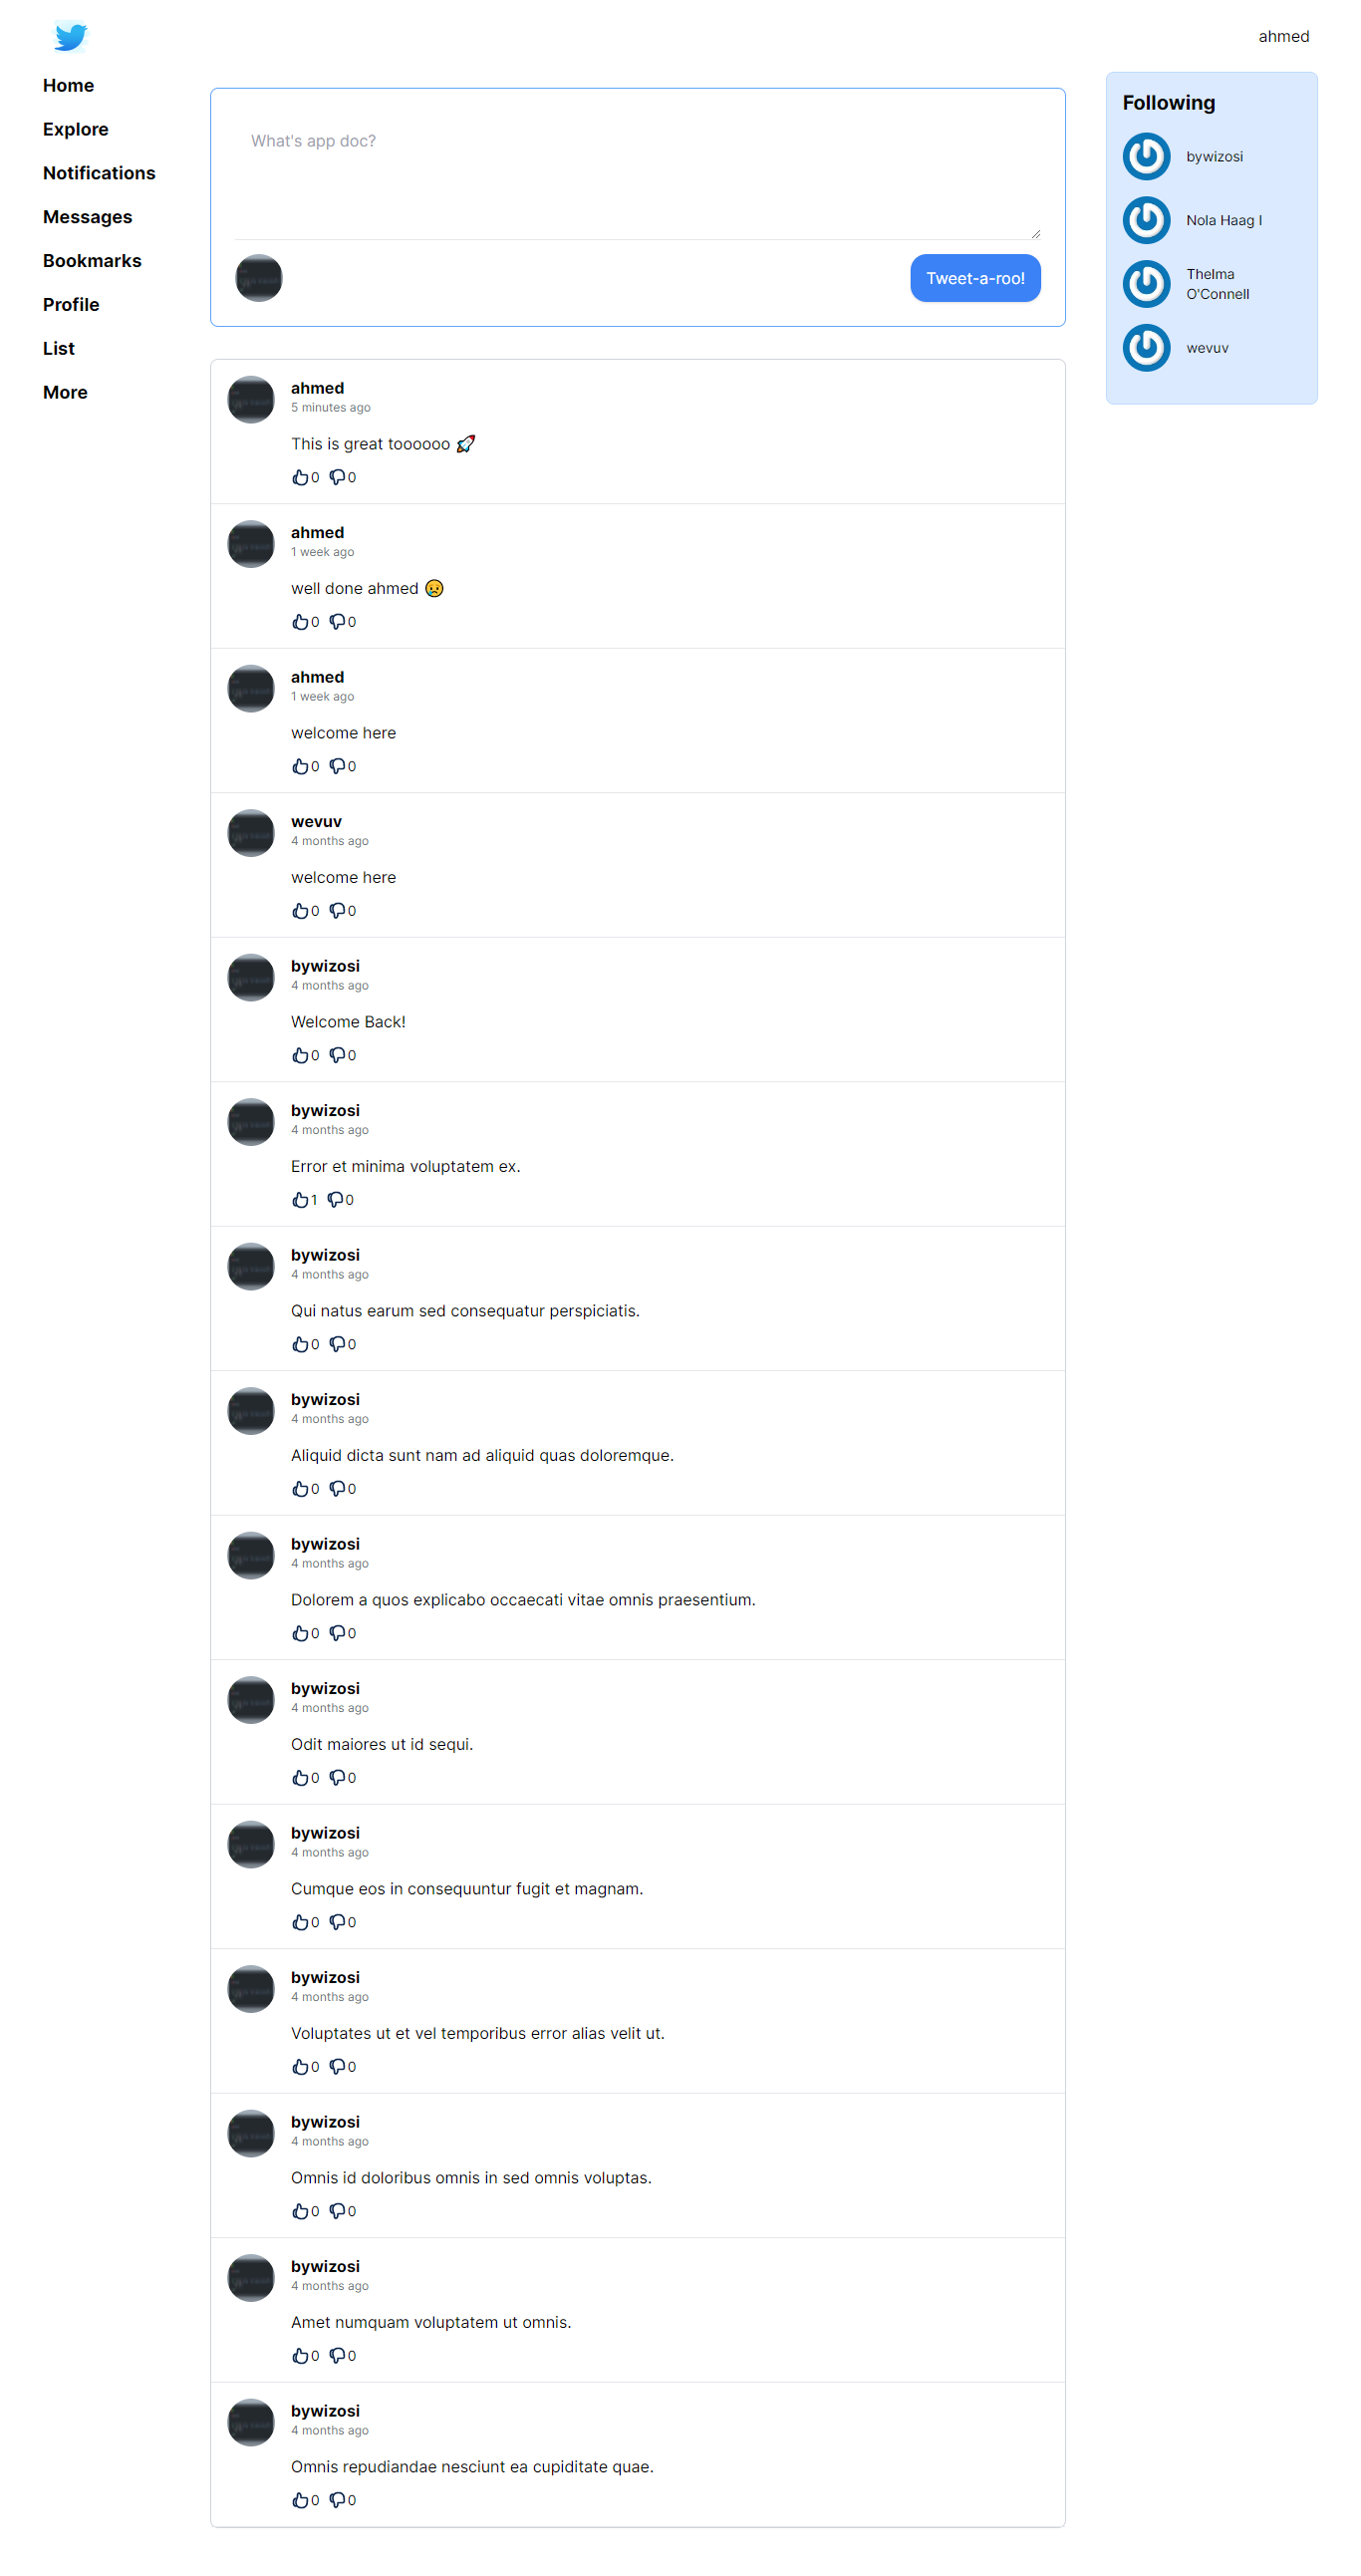 ahmed
Home
Explore
Notifications
Messages
Bookmarks
Profile
List
More
What's app doc?
Tweet-a-roo!
Following
bywizosi
Nola Haag I
Thelma
O'Connell
wevuv
ahmed
5 minutes ago
This is great toooooo 🚀
0 0
ahmed
1 week ago
well done ahmed 😥
0 0
ahmed
1 week ago
welcome here
0 0
wevuv
4 months ago
welcome here
0 0
bywizosi
4 months ago
Welcome Back!
0 0
bywizosi
4 months ago
Error et minima voluptatem ex.
1 0
bywizosi
4 months ago
Qui natus earum sed consequatur perspiciatis.
0 0
bywizosi
4 months ago
Aliquid dicta sunt nam ad aliquid quas doloremque.
0 0
bywizosi
4 months ago
Dolorem a quos explicabo occaecati vitae omnis praesentium.
0 0
bywizosi
4 months ago
Odit maiores ut id sequi.
0 0
bywizosi
4 months ago
Cumque eos in consequuntur fugit et magnam.
0 0
bywizosi
4 months ago
Voluptates ut et vel temporibus error alias velit ut.
0 0
bywizosi
4 months ago
Omnis id doloribus omnis in sed omnis voluptas.
0 0
bywizosi
4 months ago
Amet numquam voluptatem ut omnis.
0 0
bywizosi
4 months ago
Omnis repudiandae nesciunt ea cupiditate quae.
0 0